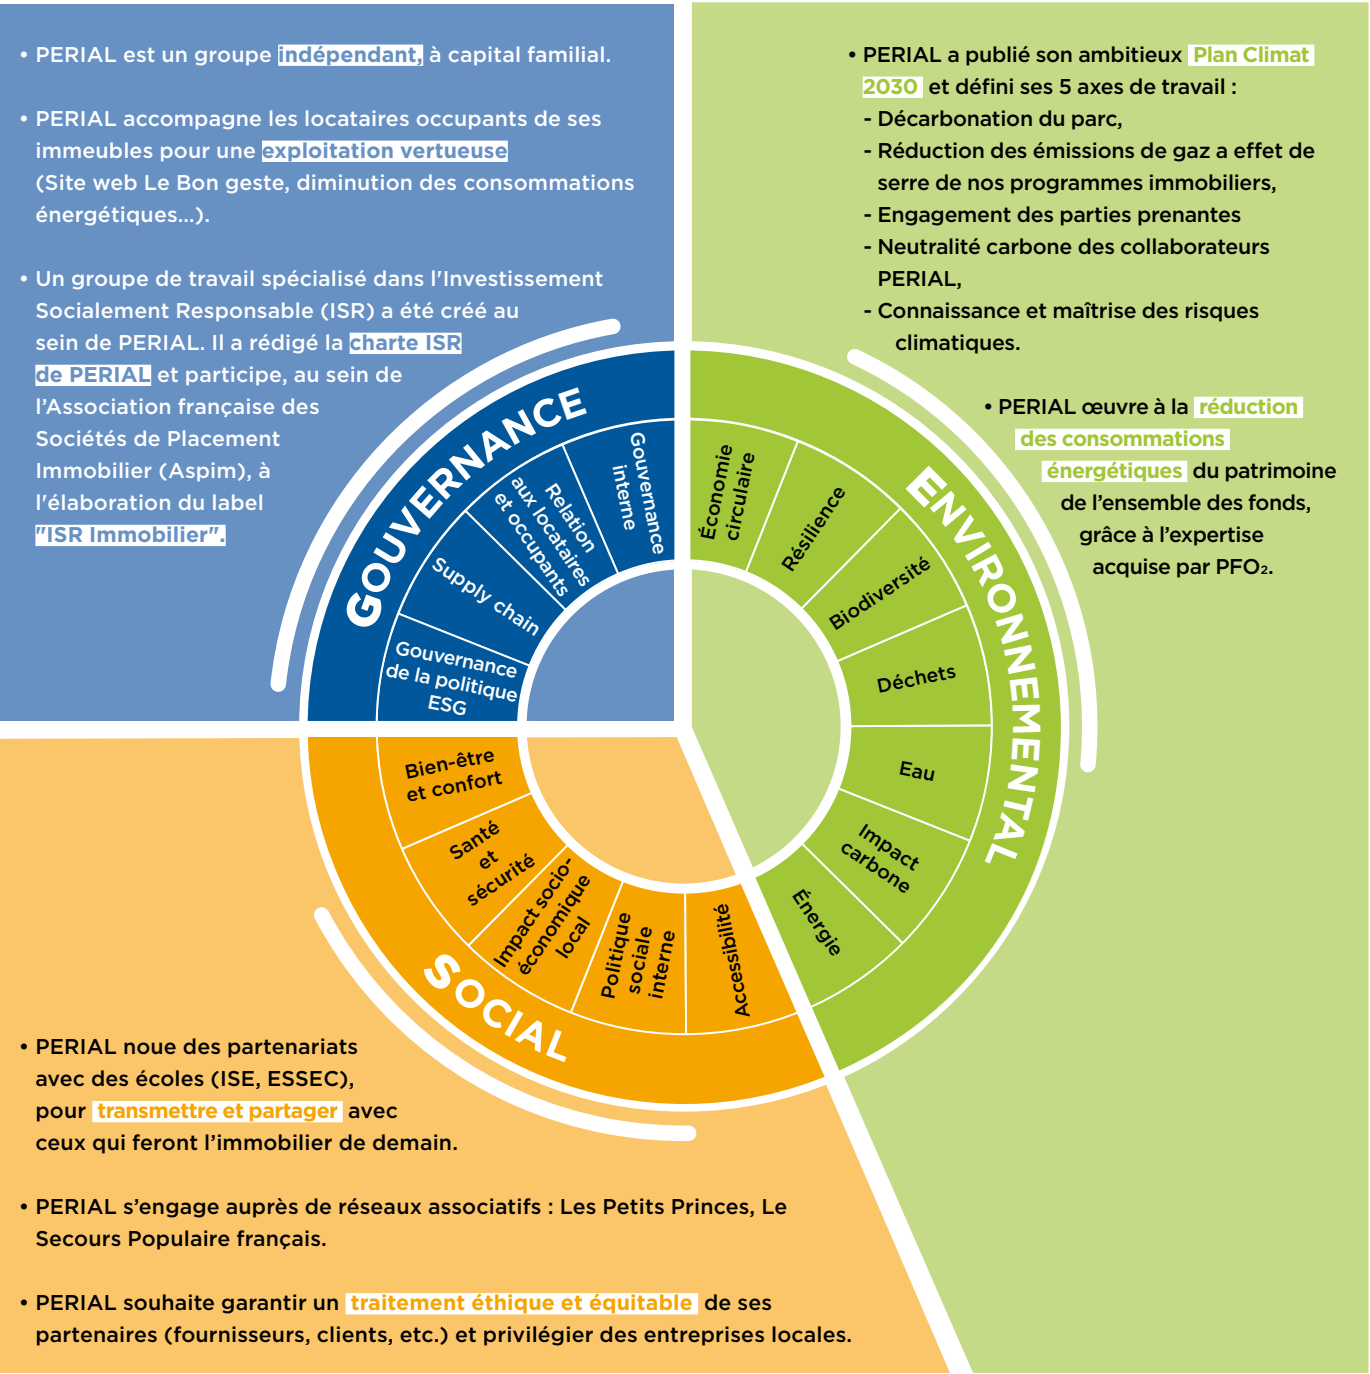 • PERIAL est un groupe indépendant, à capital familial.
• PERIAL accompagne les locataires occupants de ses
immeubles pour une exploitation vertueuse
(Site web Le Bon geste, diminution des consommations
énergétiques...).
• Un groupe de travail spécialisé dans l'Investissement
Socialement Responsable (ISR) a été créé au
sein de PERIAL. Il a rédigé la charte ISR
de PERIAL et participe, au sein de
l'Association française des
Sociétés de Placement
Immobilier (Aspim), à
l'élaboration du label
"ISR Immobilier".
• PERIAL a publié son ambitieux Plan Climat
2030 et défini ses 5 axes de travail :
- Décarbonation du parc,
- Réduction des émissions de gaz a effet de
serre de nos programmes immobiliers,
- Engagement des parties prenantes
- Neutralité carbone des collaborateurs
PERIAL,
- Connaissance et maîtrise des risques
climatiques.
• PERIAL œuvre à la réduction
des consommations
énergétiques du patrimoine
de l'ensemble des fonds,
grâce à l'expertise
acquise par PFO₂.
GOUVERNANCE
Gouvernance
de la politique
ESG
Supply chain
Relation
aux locataires
et occupants
Gouvernance
interne
ENVIRONNEMENTAL
Économie
circulaire
Résilience
Biodiversité
Déchets
Eau
Impact
carbone
Énergie
SOCIAL
Bien-être
et confort
Santé
et
sécurité
Impact socio-
économique
local
Politique
sociale
interne
Accessibilité
• PERIAL noue des partenariats
avec des écoles (ISE, ESSEC),
pour transmettre et partager avec
ceux qui feront l'immobilier de demain.
• PERIAL s'engage auprès de réseaux associatifs : Les Petits Princes, Le
Secours Populaire français.
• PERIAL souhaite garantir un traitement éthique et équitable de ses
partenaires (fournisseurs, clients, etc.) et privilégier des entreprises locales.